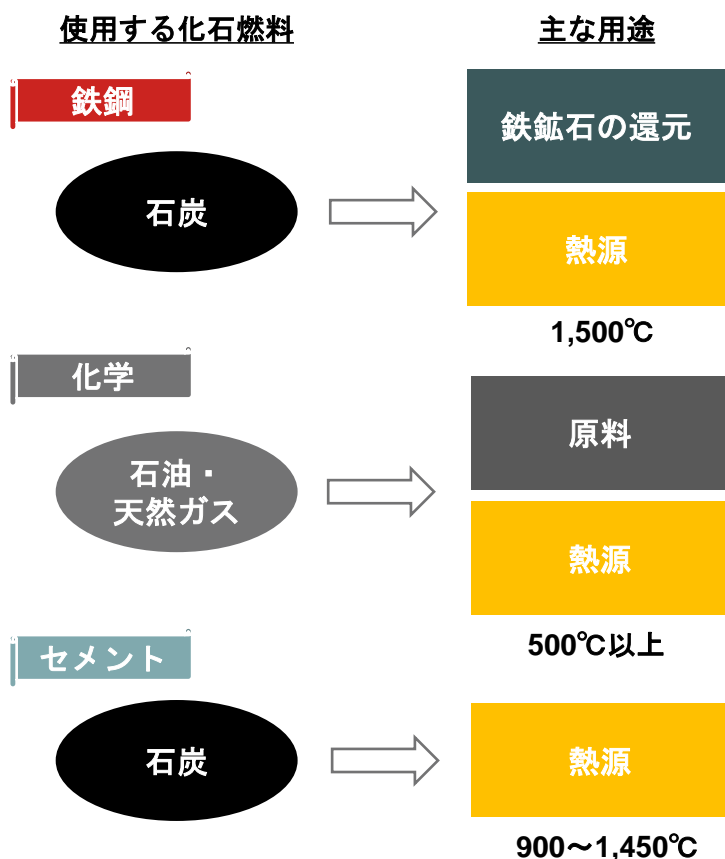 使用する化石燃料
主な用途
鉄鋼
石炭
鉄鉱石の還元
熱源
1,500℃
化学
石油・
天然ガス
原料
熱源
500℃以上
セメント
石炭
熱源
900～1,450℃